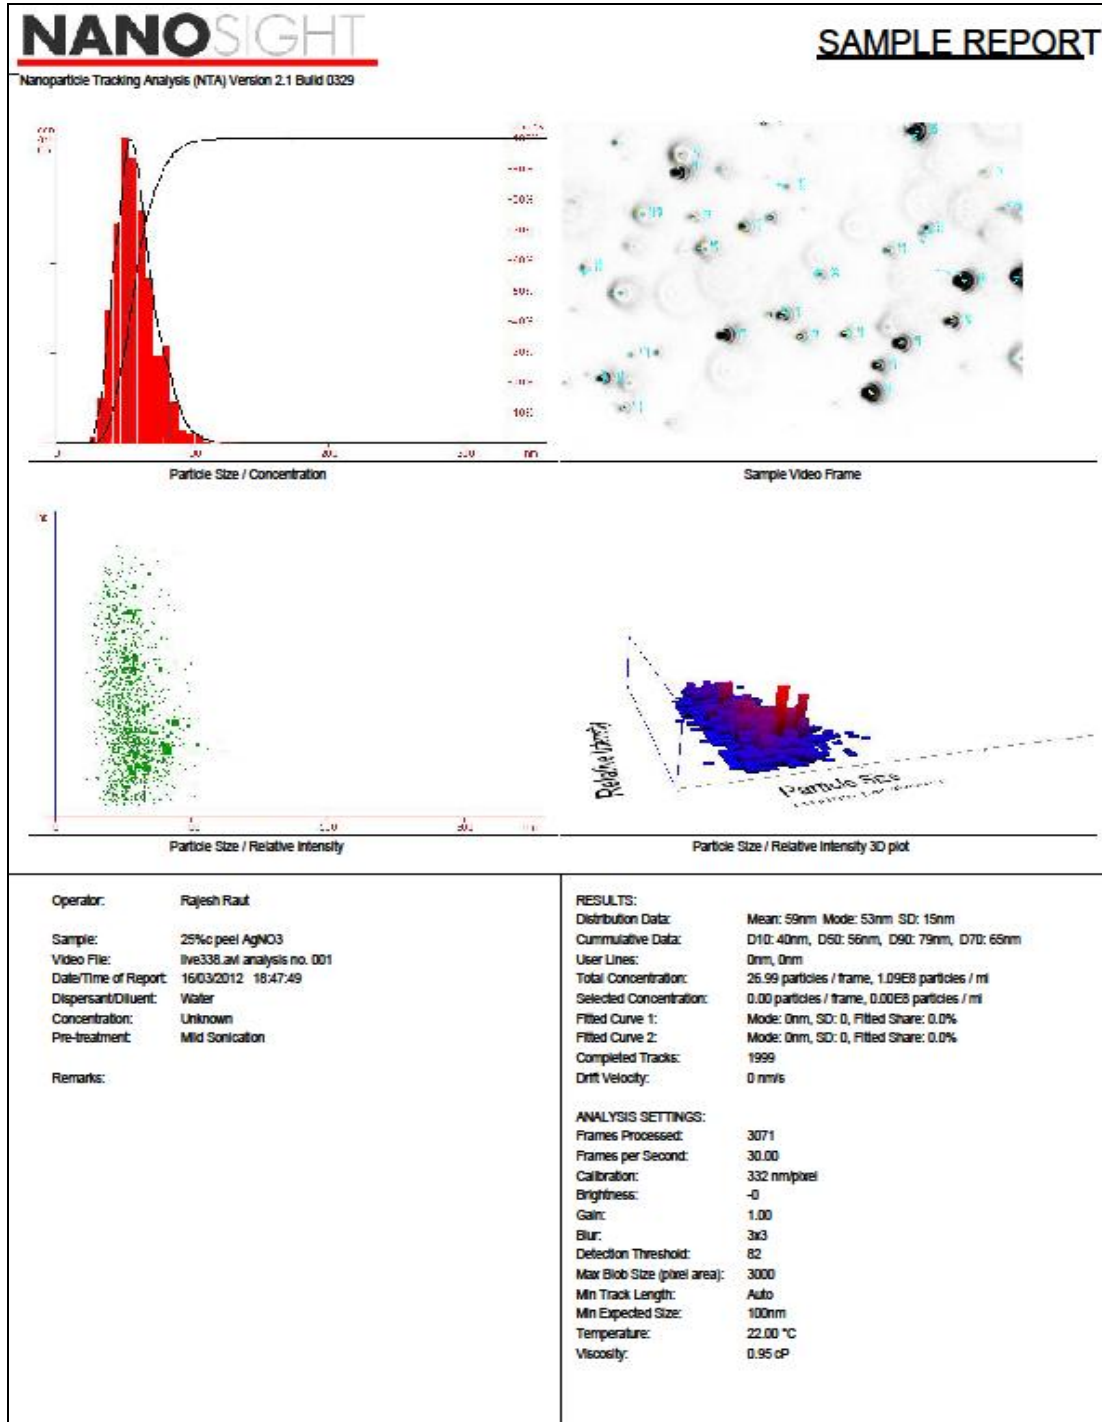 NANOSIGHT
SAMPLE REPORT
Nanoparticle Tracking Analysis (NTA) Version 2.1 Build 0329
Particle Size / Concentration
Sample Video Frame
Relative Intensity
Particle Size
Particle Size / Relative Intensity
Particle Size / Relative Intensity 3D plot
Operator: Rajesh Raut
Sample: 25%c peel AgNO3
Video File: live338.avi analysis no. 001
Date/Time of Report: 16/03/2012 18:47:49
Dispersant/Diluent: Water
Concentration: Unknown
Pre-treatment: Mild Sonication
Remarks:
RESULTS:
Distribution Data: Mean: 59nm Mode: 53nm SD: 15nm
Cummulative Data: D10: 40nm, D50: 56nm, D90: 79nm, D70: 65nm
User Lines: 0nm, 0nm
Total Concentration: 26.99 particles / frame, 1.09E8 particles / ml
Selected Concentration: 0.00 particles / frame, 0.00E8 particles / ml
Fitted Curve 1: Mode: 0nm, SD: 0, Fitted Share: 0.0%
Fitted Curve 2: Mode: 0nm, SD: 0, Fitted Share: 0.0%
Completed Tracks: 1999
Drift Velocity: 0 nm/s
ANALYSIS SETTINGS:
Frames Processed: 3071
Frames per Second: 30.00
Calibration: 332 nm/pixel
Brightness: -0
Gain: 1.00
Blur: 3x3
Detection Threshold: 82
Max Blob Size (pixel area): 3000
Min Track Length: Auto
Min Expected Size: 100nm
Temperature: 22.00 °C
Viscosity: 0.95 cP